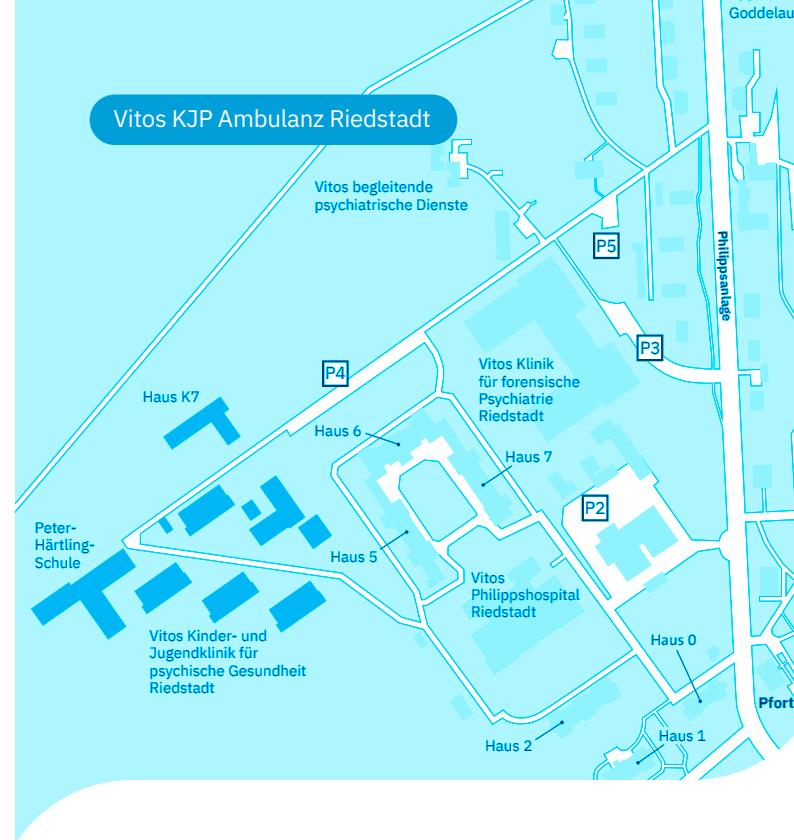 Goddelau
Vitos KJP Ambulanz Riedstadt
Vitos begleitende
psychiatrische Dienste
P5
Philippsanlage
P3
P4
Vitos Klinik
für forensische
Psychiatrie
Riedstadt
Haus K7
Haus 6
Haus 7
P2
Peter-
Härtling-
Schule
Haus 5
Vitos
Philippshospital
Riedstadt
Vitos Kinder- und
Jugendklinik für
psychische Gesundheit
Riedstadt
Haus 0
Pfort
Haus 1
Haus 2